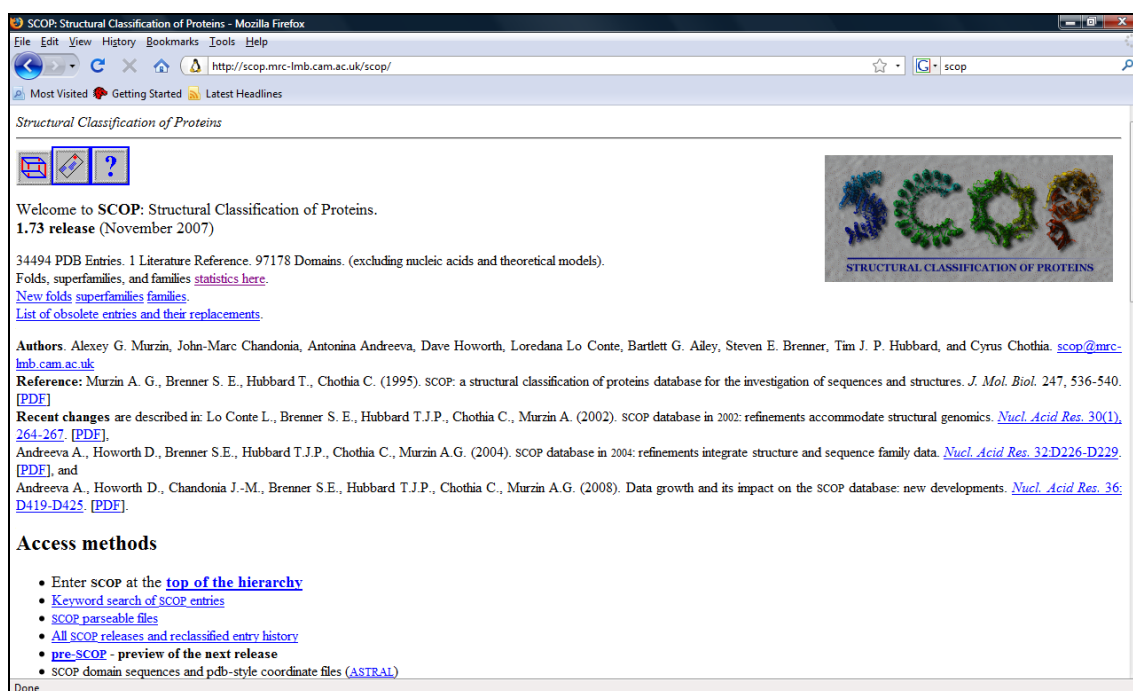 SCOP: Structural Classification of Proteins - Mozilla Firefox
File Edit View History Bookmarks Tools Help
http://scop.mrc-lmb.cam.ac.uk/scop/
G scop
Most Visited Getting Started Latest Headlines
Structural Classification of Proteins
?
scop
STRUCTURAL CLASSIFICATION OF PROTEINS
Welcome to SCOP: Structural Classification of Proteins.
1.73 release (November 2007)
34494 PDB Entries. 1 Literature Reference. 97178 Domains. (excluding nucleic acids and theoretical models).
Folds, superfamilies, and families statistics here.
New folds superfamilies families.
List of obsolete entries and their replacements.
Authors. Alexey G. Murzin, John-Marc Chandonia, Antonina Andreeva, Dave Howorth, Loredana Lo Conte, Bartlett G. Ailey, Steven E. Brenner, Tim J. P. Hubbard, and Cyrus Chothia. scop@mrc-
lmb.cam.ac.uk
Reference: Murzin A. G., Brenner S. E., Hubbard T., Chothia C. (1995). SCOP: a structural classification of proteins database for the investigation of sequences and structures. J. Mol. Biol. 247, 536-540.
[PDF]
Recent changes are described in: Lo Conte L., Brenner S. E., Hubbard T.J.P., Chothia C., Murzin A. (2002). SCOP database in 2002: refinements accommodate structural genomics. Nucl. Acid Res. 30(1),
264-267. [PDF],
Andreeva A., Howorth D., Brenner S.E., Hubbard T.J.P., Chothia C., Murzin A.G. (2004). SCOP database in 2004: refinements integrate structure and sequence family data. Nucl. Acid Res. 32:D226-D229.
[PDF], and
Andreeva A., Howorth D., Chandonia J.-M., Brenner S.E., Hubbard T.J.P., Chothia C., Murzin A.G. (2008). Data growth and its impact on the SCOP database: new developments. Nucl. Acid Res. 36:
D419-D425. [PDF].
Access methods
• Enter SCOP at the top of the hierarchy
• Keyword search of SCOP entries
• SCOP parseable files
• All SCOP releases and reclassified entry history
• pre-SCOP - preview of the next release
• SCOP domain sequences and pdb-style coordinate files (ASTRAL)
Done